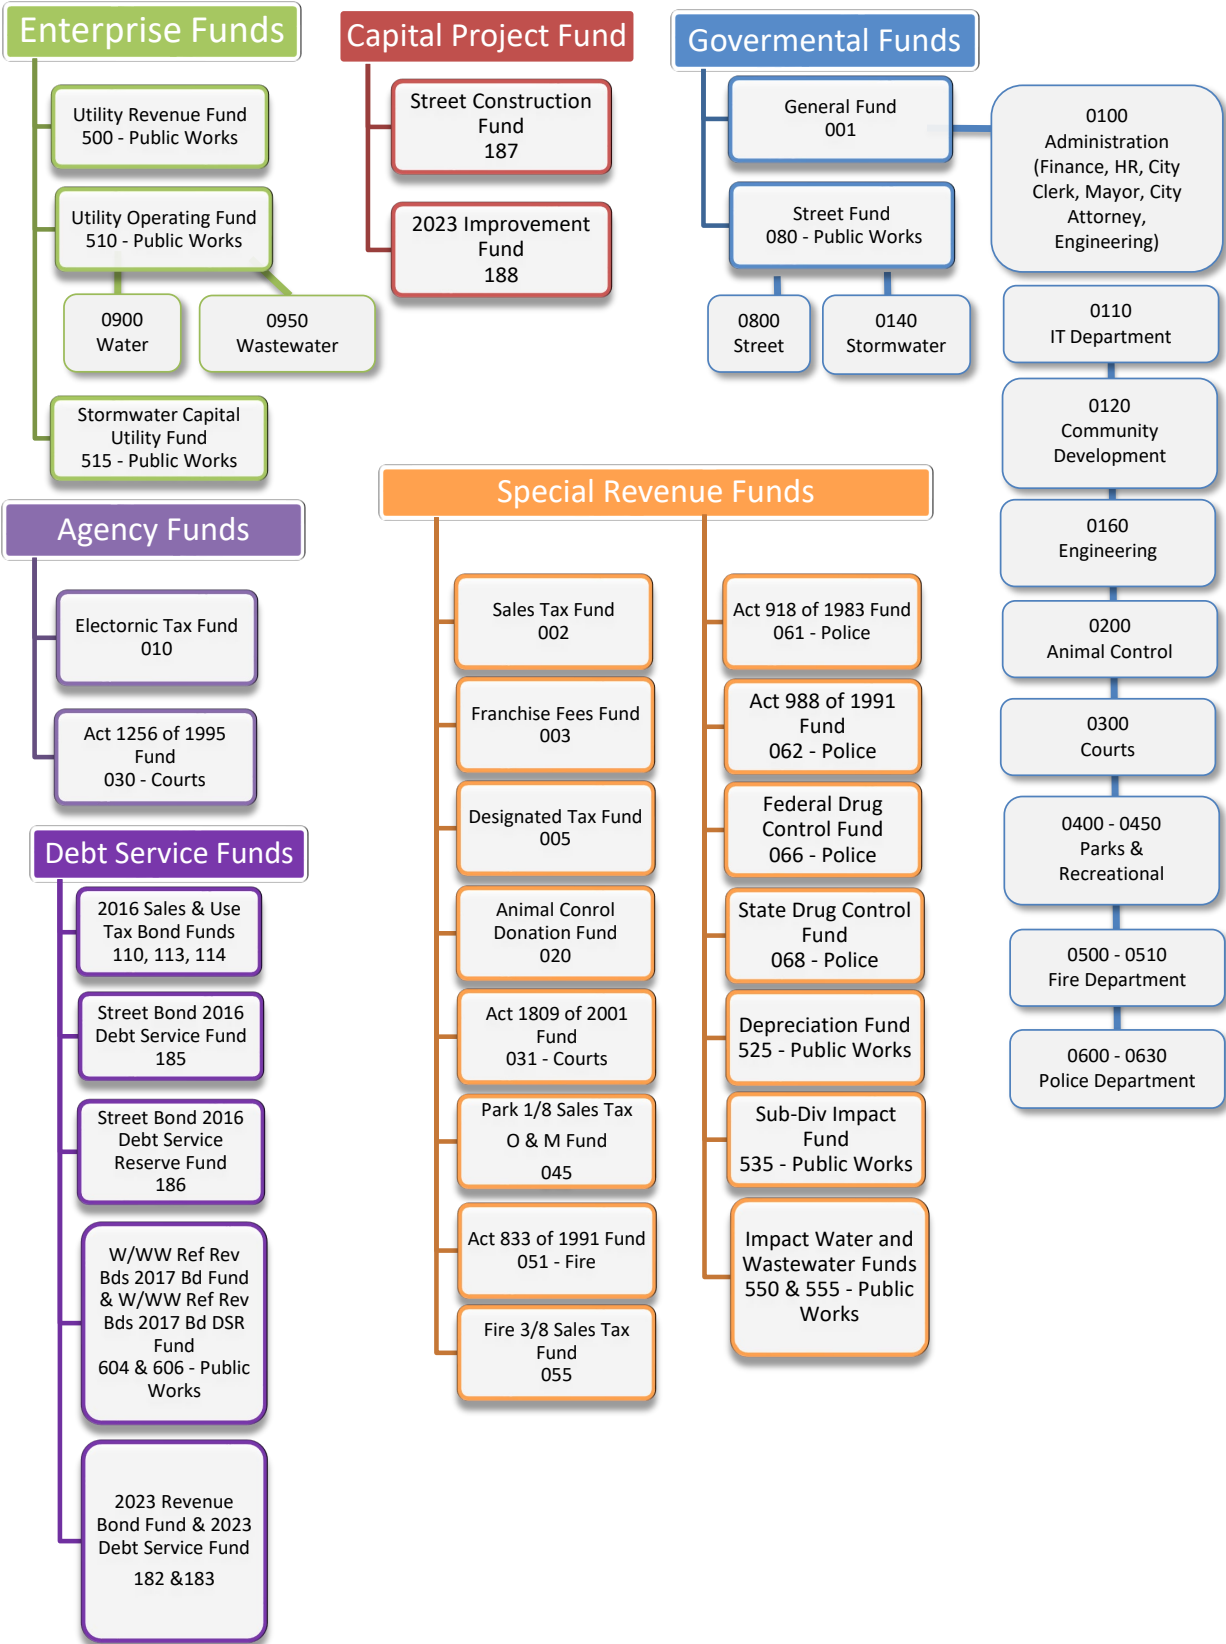 Enterprise Funds
Utility Revenue Fund
500 - Public Works
Utility Operating Fund
510 - Public Works
0900
Water
0950
Wastewater
Stormwater Capital
Utility Fund
515 - Public Works
Capital Project Fund
Street Construction
Fund
187
2023 Improvement
Fund
188
Govermental Funds
General Fund
001
Street Fund
080 - Public Works
0800
Street
0140
Stormwater
0100
Administration
(Finance, HR, City
Clerk, Mayor, City
Attorney,
Engineering)
0110
IT Department
0120
Community
Development
0160
Engineering
0200
Animal Control
0300
Courts
0400 - 0450
Parks &
Recreational
0500 - 0510
Fire Department
0600 - 0630
Police Department
Agency Funds
Electornic Tax Fund
010
Act 1256 of 1995
Fund
030 - Courts
Debt Service Funds
2016 Sales & Use
Tax Bond Funds
110, 113, 114
Street Bond 2016
Debt Service Fund
185
Street Bond 2016
Debt Service
Reserve Fund
186
W/WW Ref Rev
Bds 2017 Bd Fund
& W/WW Ref Rev
Bds 2017 Bd DSR
Fund
604 & 606 - Public
Works
2023 Revenue
Bond Fund & 2023
Debt Service Fund
182 &183
Special Revenue Funds
Sales Tax Fund
002
Franchise Fees Fund
003
Designated Tax Fund
005
Animal Conrol
Donation Fund
020
Act 1809 of 2001
Fund
031 - Courts
Park 1/8 Sales Tax
O & M Fund
045
Act 833 of 1991 Fund
051 - Fire
Fire 3/8 Sales Tax
Fund
055
Act 918 of 1983 Fund
061 - Police
Act 988 of 1991
Fund
062 - Police
Federal Drug
Control Fund
066 - Police
State Drug Control
Fund
068 - Police
Depreciation Fund
525 - Public Works
Sub-Div Impact
Fund
535 - Public Works
Impact Water and
Wastewater Funds
550 & 555 - Public
Works